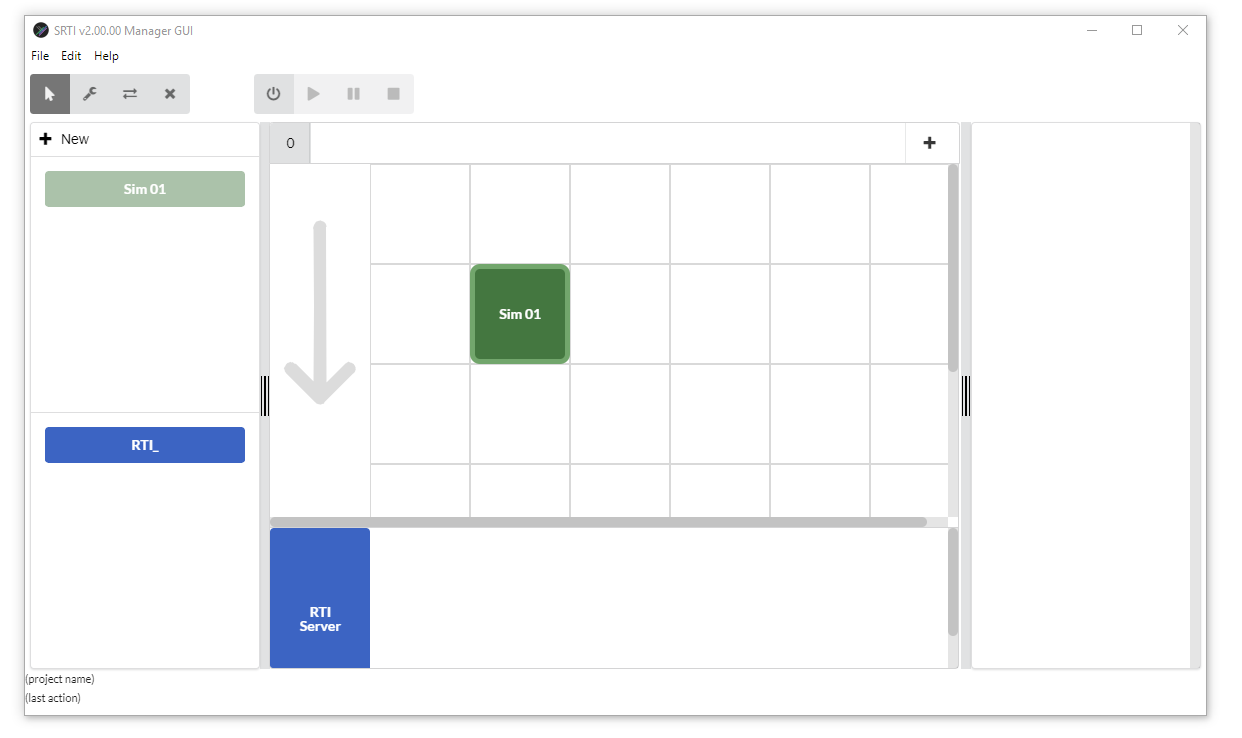 SRTI v2.00.00 Manager GUI
File Edit Help
New
0
Sim 01
Sim 01
RTI_
RTI
Server
(project name)
(last action)